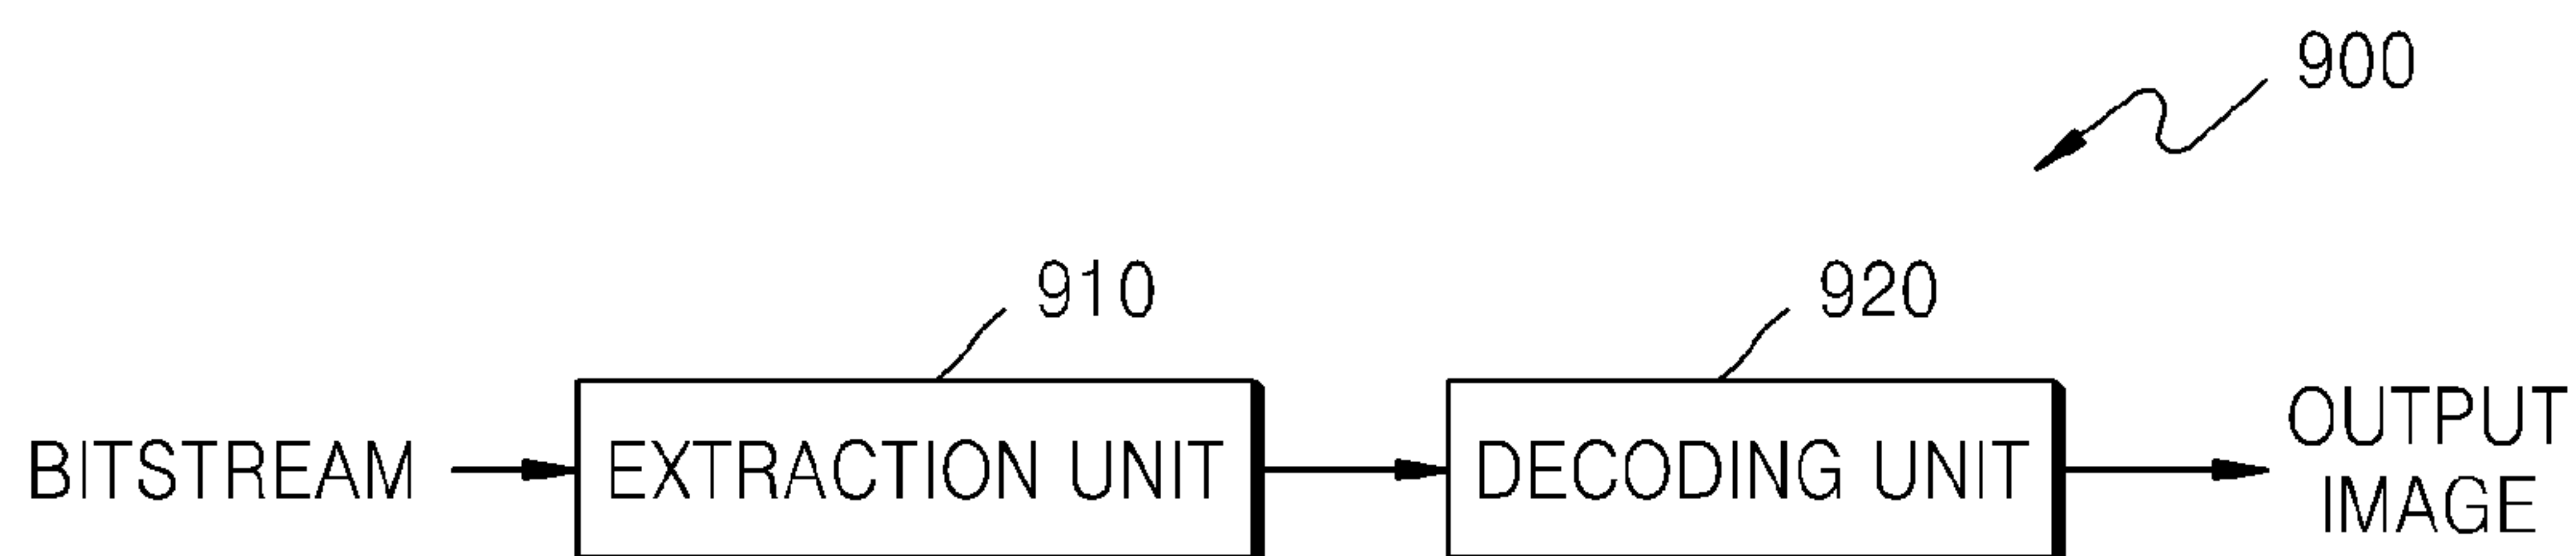 900
910
920
BITSTREAM
EXTRACTION UNIT
DECODING UNIT
OUTPUT
IMAGE